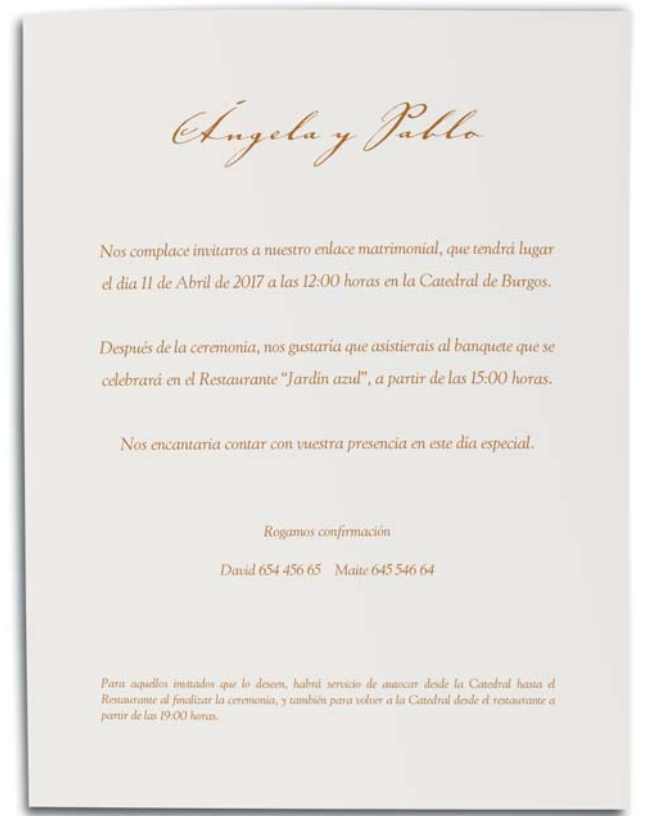 Ángela y Pablo
Nos complace invitaros a nuestro enlace matrimonial, que tendrá lugar
el día 11 de Abril de 2017 a las 12:00 horas en la Catedral de Burgos.
Después de la ceremonia, nos gustaría que asistierais al banquete que se
celebrará en el Restaurante "Jardín azul", a partir de las 15:00 horas.
Nos encantaría contar con vuestra presencia en este día especial.
Rogamos confirmación
David 654 456 65 Maite 645 546 64
Para aquellos invitados que lo deseen, habrá servicio de autocar desde la Catedral hasta el
Restaurante al finalizar la ceremonia, y también para volver a la Catedral desde el restaurante a
partir de las 19:00 horas.